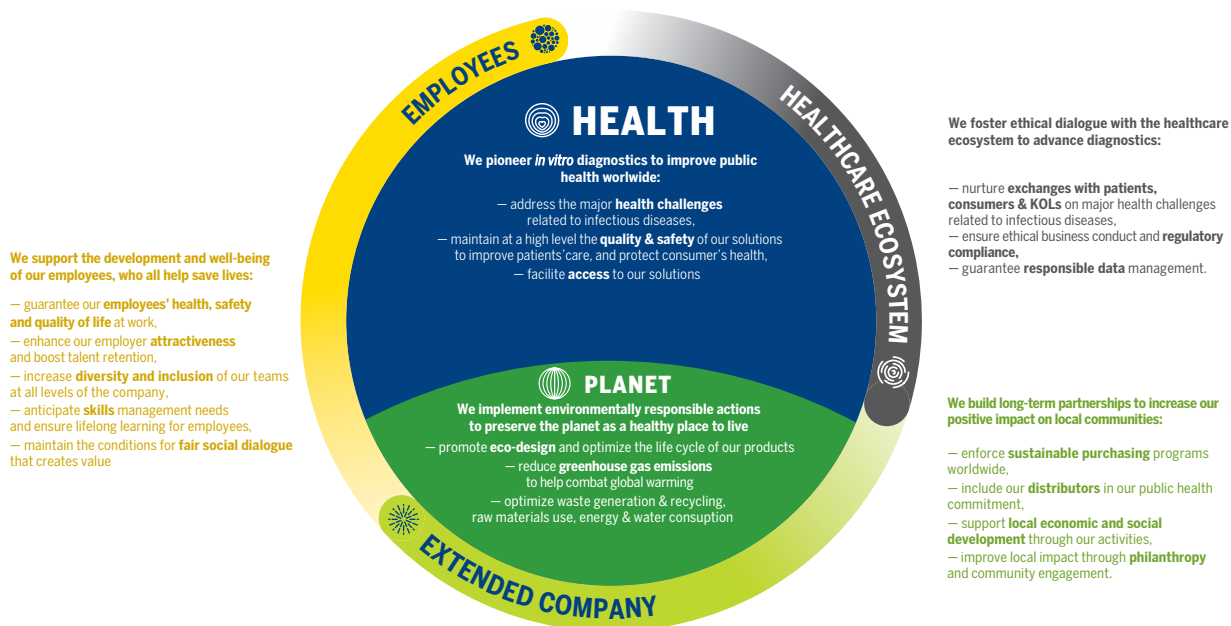 EMPLOYEES
HEALTHCARE ECOSYSTEM
EXTENDED COMPANY
HEALTH
We pioneer in vitro diagnostics to improve public
health worlwide:
— address the major health challenges
related to infectious diseases,
— maintain at a high level the quality & safety of our solutions
to improve patients'care, and protect consumer's health,
— facilite access to our solutions
PLANET
We implement environmentally responsible actions
to preserve the planet as a healthy place to live
— promote eco-design and optimize the life cycle of our products
— reduce greenhouse gas emissions
to help combat global warming
— optimize waste generation & recycling,
raw materials use, energy & water consuption
We support the development and well-being
of our employees, who all help save lives:
— guarantee our employees' health, safety
and quality of life at work,
— enhance our employer attractiveness
and boost talent retention,
— increase diversity and inclusion of our teams
at all levels of the company,
— anticipate skills management needs
and ensure lifelong learning for employees,
— maintain the conditions for fair social dialogue
that creates value
We foster ethical dialogue with the healthcare
ecosystem to advance diagnostics:
— nurture exchanges with patients,
consumers & KOLs on major health challenges
related to infectious diseases,
— ensure ethical business conduct and regulatory
compliance,
— guarantee responsible data management.
We build long-term partnerships to increase our
positive impact on local communities:
— enforce sustainable purchasing programs
worldwide,
— include our distributors in our public health
commitment,
— support local economic and social
development through our activities,
— improve local impact through philanthropy
and community engagement.